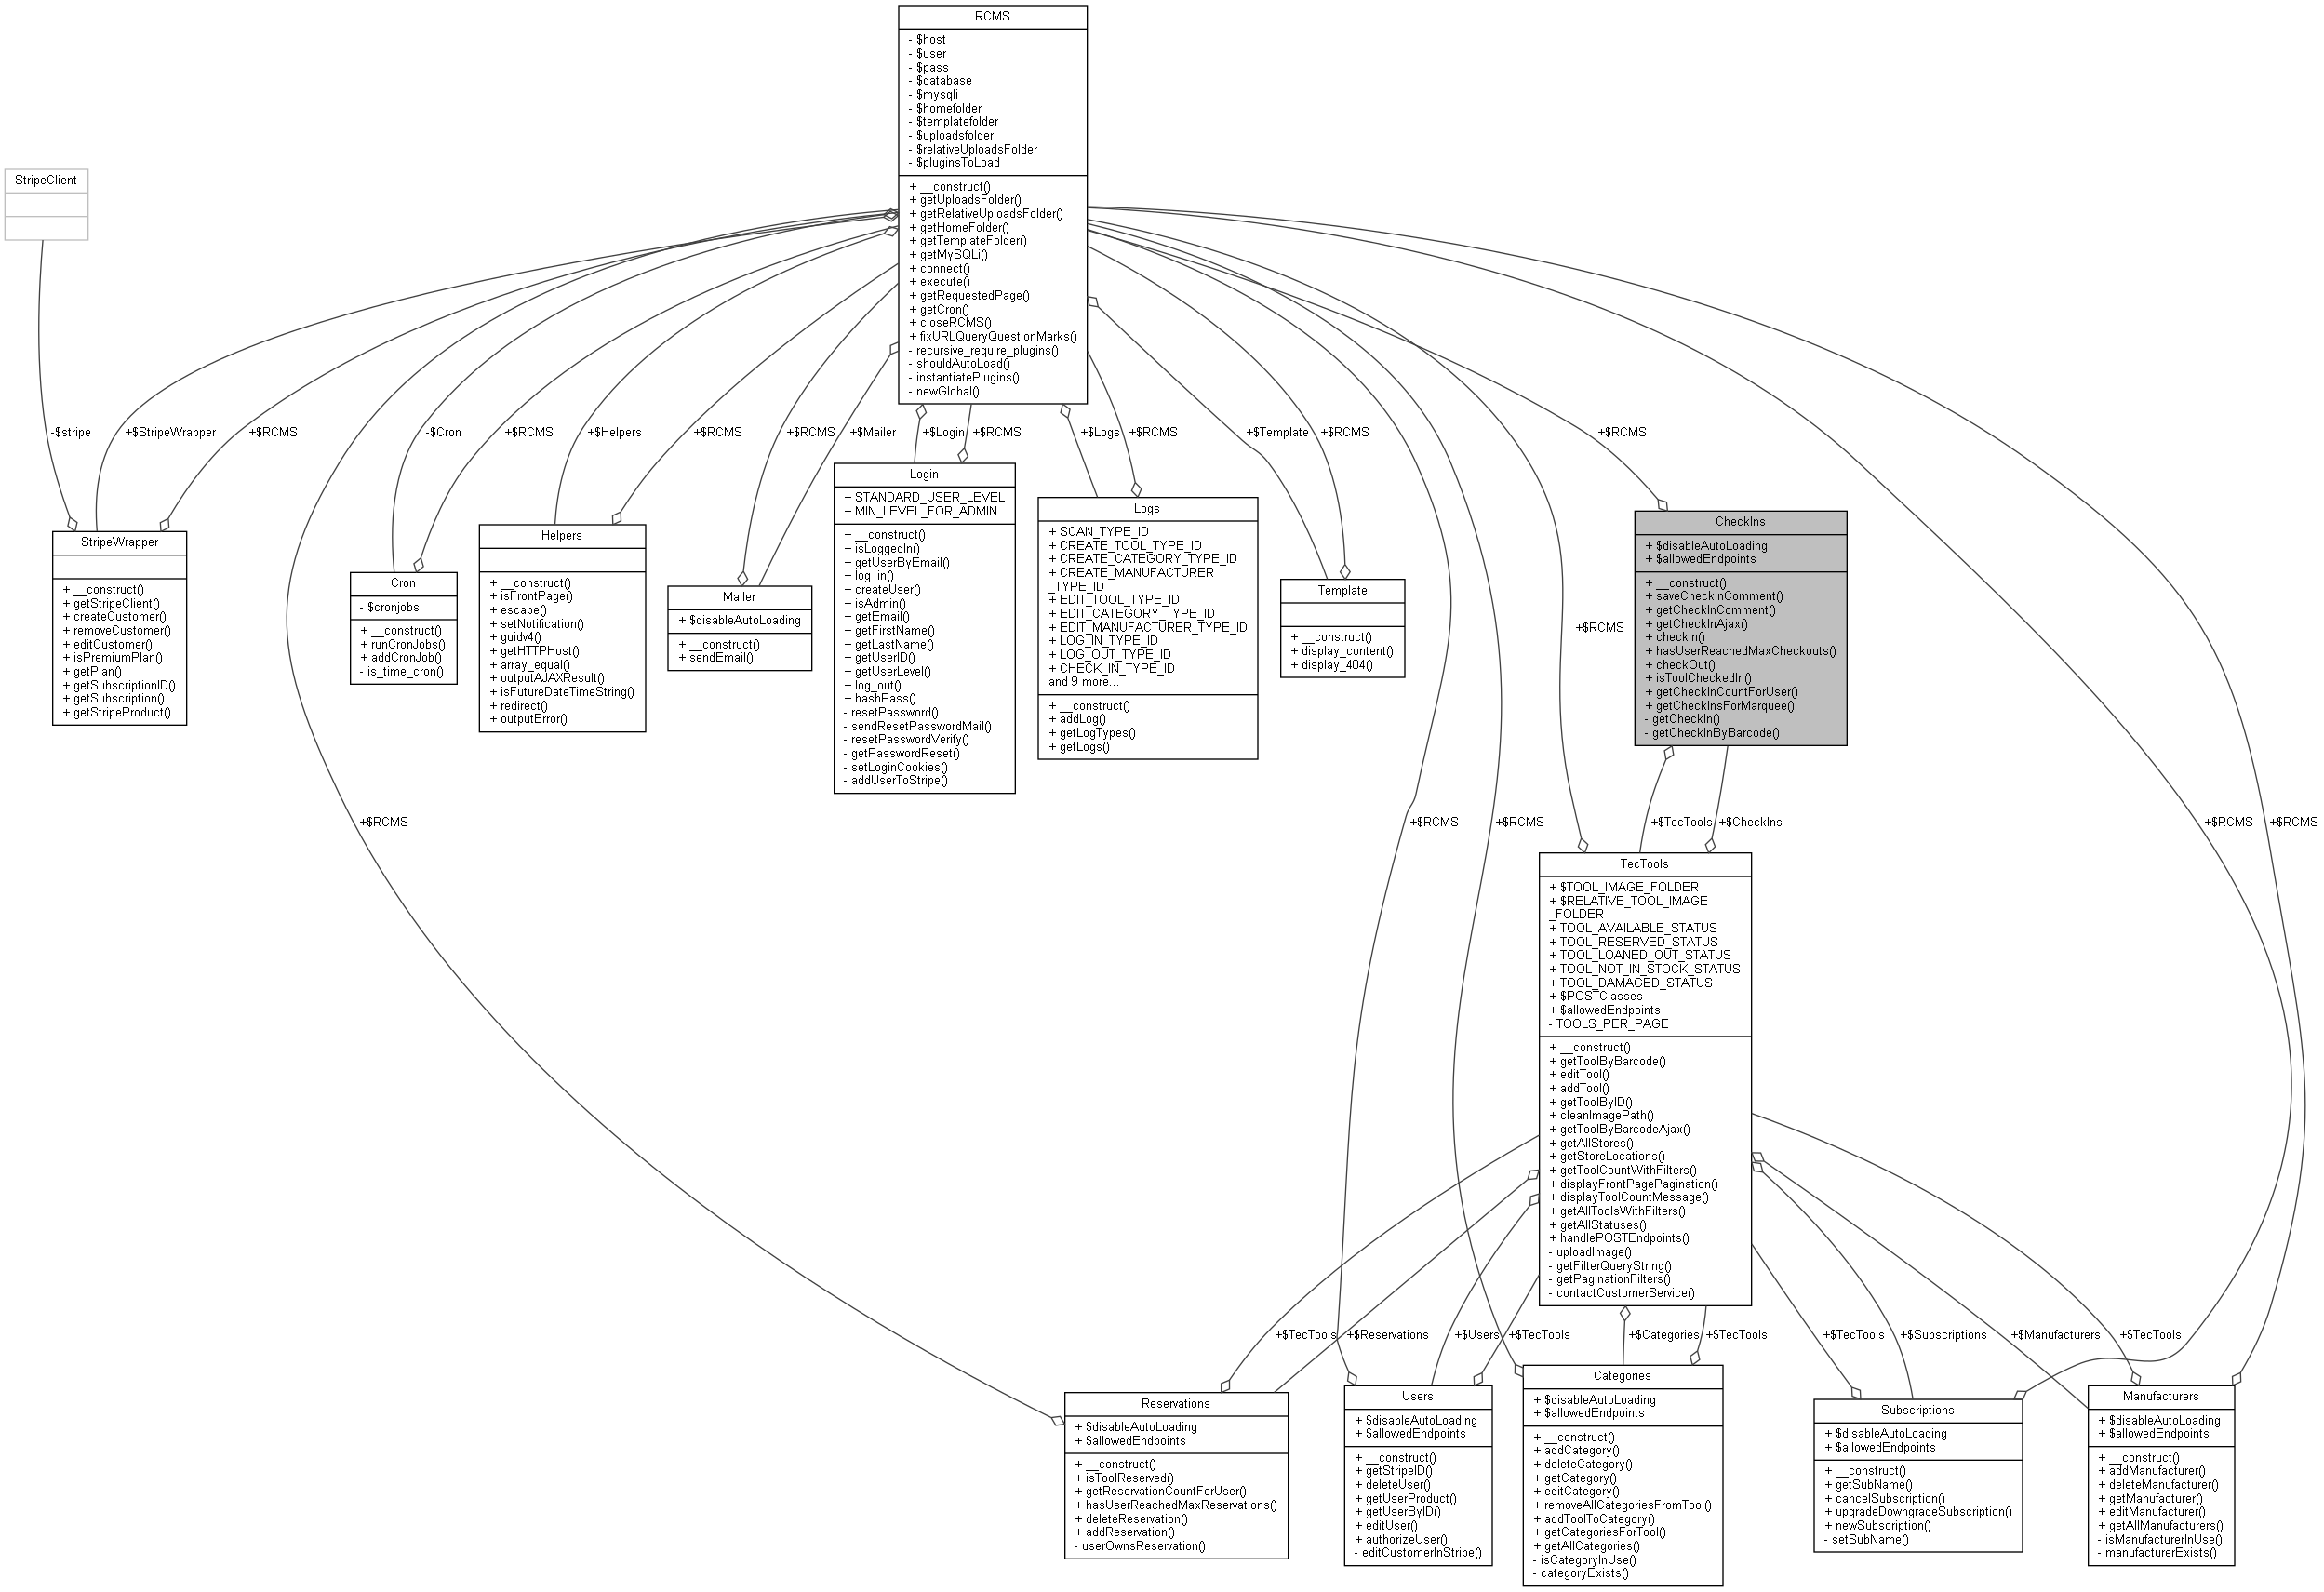 RCMS
- $host
- $user
- $pass
- $database
- $mysqli
- $homefolder
- $templatefolder
- $uploadsfolder
- $relativeUploadsFolder
- $pluginsToLoad
+ __construct()
+ getUploadsFolder()
+ getRelativeUploadsFolder()
+ getHomeFolder()
+ getTemplateFolder()
+ getMySQLi()
+ connect()
+ execute()
+ getRequestedPage()
+ getCron()
+ closeRCMS()
+ fixURLQueryQuestionMarks()
- recursive_require_plugins()
- shouldAutoLoad()
- instantiatePlugins()
- newGlobal()
StripeClient
-$stripe
+$StripeWrapper
+$RCMS
-$Cron
+$RCMS
+$Helpers
+$RCMS
+$RCMS
+$Mailer
+$Login
+$RCMS
+$Logs
+$RCMS
+$Template
+$RCMS
+$RCMS
StripeWrapper
+ __construct()
+ getStripeClient()
+ createCustomer()
+ removeCustomer()
+ editCustomer()
+ isPremiumPlan()
+ getPlan()
+ getSubscriptionID()
+ getSubscription()
+ getStripeProduct()
Cron
- $cronjobs
+ __construct()
+ runCronJobs()
+ addCronJob()
- is_time_cron()
Helpers
+ __construct()
+ isFrontPage()
+ escape()
+ setNotification()
+ guidv4()
+ getHTTPHost()
+ array_equal()
+ outputAJAXResult()
+ isFutureDateTimeString()
+ redirect()
+ outputError()
Mailer
+ $disableAutoLoading
+ __construct()
+ sendEmail()
Login
+ STANDARD_USER_LEVEL
+ MIN_LEVEL_FOR_ADMIN
+ __construct()
+ isLoggedIn()
+ getUserByEmail()
+ log_in()
+ createUser()
+ isAdmin()
+ getEmail()
+ getFirstName()
+ getLastName()
+ getUserID()
+ getUserLevel()
+ log_out()
+ hashPass()
- resetPassword()
- sendResetPasswordMail()
- resetPasswordVerify()
- getPasswordReset()
- setLoginCookies()
- addUserToStripe()
Logs
+ SCAN_TYPE_ID
+ CREATE_TOOL_TYPE_ID
+ CREATE_CATEGORY_TYPE_ID
+ CREATE_MANUFACTURER
_TYPE_ID
+ EDIT_TOOL_TYPE_ID
+ EDIT_CATEGORY_TYPE_ID
+ EDIT_MANUFACTURER_TYPE_ID
+ LOG_IN_TYPE_ID
+ LOG_OUT_TYPE_ID
+ CHECK_IN_TYPE_ID
and 9 more...
+ __construct()
+ addLog()
+ getLogTypes()
+ getLogs()
Template
+ __construct()
+ display_content()
+ display_404()
+$RCMS
CheckIns
+ $disableAutoLoading
+ $allowedEndpoints
+ __construct()
+ saveCheckInComment()
+ getCheckInComment()
+ getCheckInAjax()
+ checkIn()
+ hasUserReachedMaxCheckouts()
+ checkOut()
+ isToolCheckedIn()
+ getCheckInCountForUser()
+ getCheckInsForMarquee()
- getCheckIn()
- getCheckInByBarcode()
+$RCMS
+$RCMS
+$RCMS
+$TecTools
+$CheckIns
+$RCMS
+$RCMS
TecTools
+ $TOOL_IMAGE_FOLDER
+ $RELATIVE_TOOL_IMAGE
_FOLDER
+ TOOL_AVAILABLE_STATUS
+ TOOL_RESERVED_STATUS
+ TOOL_LOANED_OUT_STATUS
+ TOOL_NOT_IN_STOCK_STATUS
+ TOOL_DAMAGED_STATUS
+ $POSTClasses
+ $allowedEndpoints
- TOOLS_PER_PAGE
+ __construct()
+ getToolByBarcode()
+ editTool()
+ addTool()
+ getToolByID()
+ cleanImagePath()
+ getToolByBarcodeAjax()
+ getAllStores()
+ getStoreLocations()
+ getToolCountWithFilters()
+ displayFrontPagePagination()
+ displayToolCountMessage()
+ getAllToolsWithFilters()
+ getAllStatuses()
+ handlePOSTEndpoints()
- uploadImage()
- getFilterQueryString()
- getPaginationFilters()
- contactCustomerService()
+$TecTools
+$Reservations
+$Users
+$TecTools
+$Categories
+$TecTools
+$TecTools
+$Subscriptions
+$Manufacturers
+$TecTools
Reservations
+ $disableAutoLoading
+ $allowedEndpoints
+ __construct()
+ isToolReserved()
+ getReservationCountForUser()
+ hasUserReachedMaxReservations()
+ deleteReservation()
+ addReservation()
- userOwnsReservation()
Users
+ $disableAutoLoading
+ $allowedEndpoints
+ __construct()
+ getStripeID()
+ deleteUser()
+ getUserProduct()
+ getUserByID()
+ editUser()
+ authorizeUser()
- editCustomerInStripe()
Categories
+ $disableAutoLoading
+ $allowedEndpoints
+ __construct()
+ addCategory()
+ deleteCategory()
+ getCategory()
+ editCategory()
+ removeAllCategoriesFromTool()
+ addToolToCategory()
+ getCategoriesForTool()
+ getAllCategories()
- isCategoryInUse()
- categoryExists()
Subscriptions
+ $disableAutoLoading
+ $allowedEndpoints
+ __construct()
+ getSubName()
+ cancelSubscription()
+ upgradeDowngradeSubscription()
+ newSubscription()
- setSubName()
Manufacturers
+ $disableAutoLoading
+ $allowedEndpoints
+ __construct()
+ addManufacturer()
+ deleteManufacturer()
+ getManufacturer()
+ editManufacturer()
+ getAllManufacturers()
- isManufacturerInUse()
- manufacturerExists()